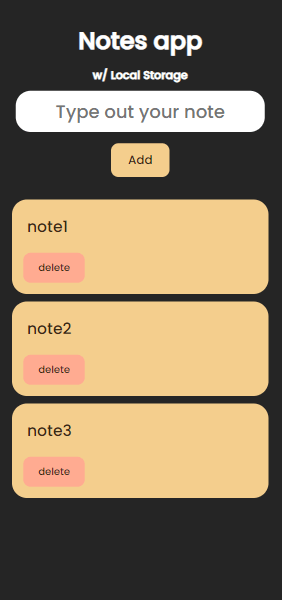 Notes app
w/ Local Storage
Type out your note
Add
note1
delete
note2
delete
note3
delete